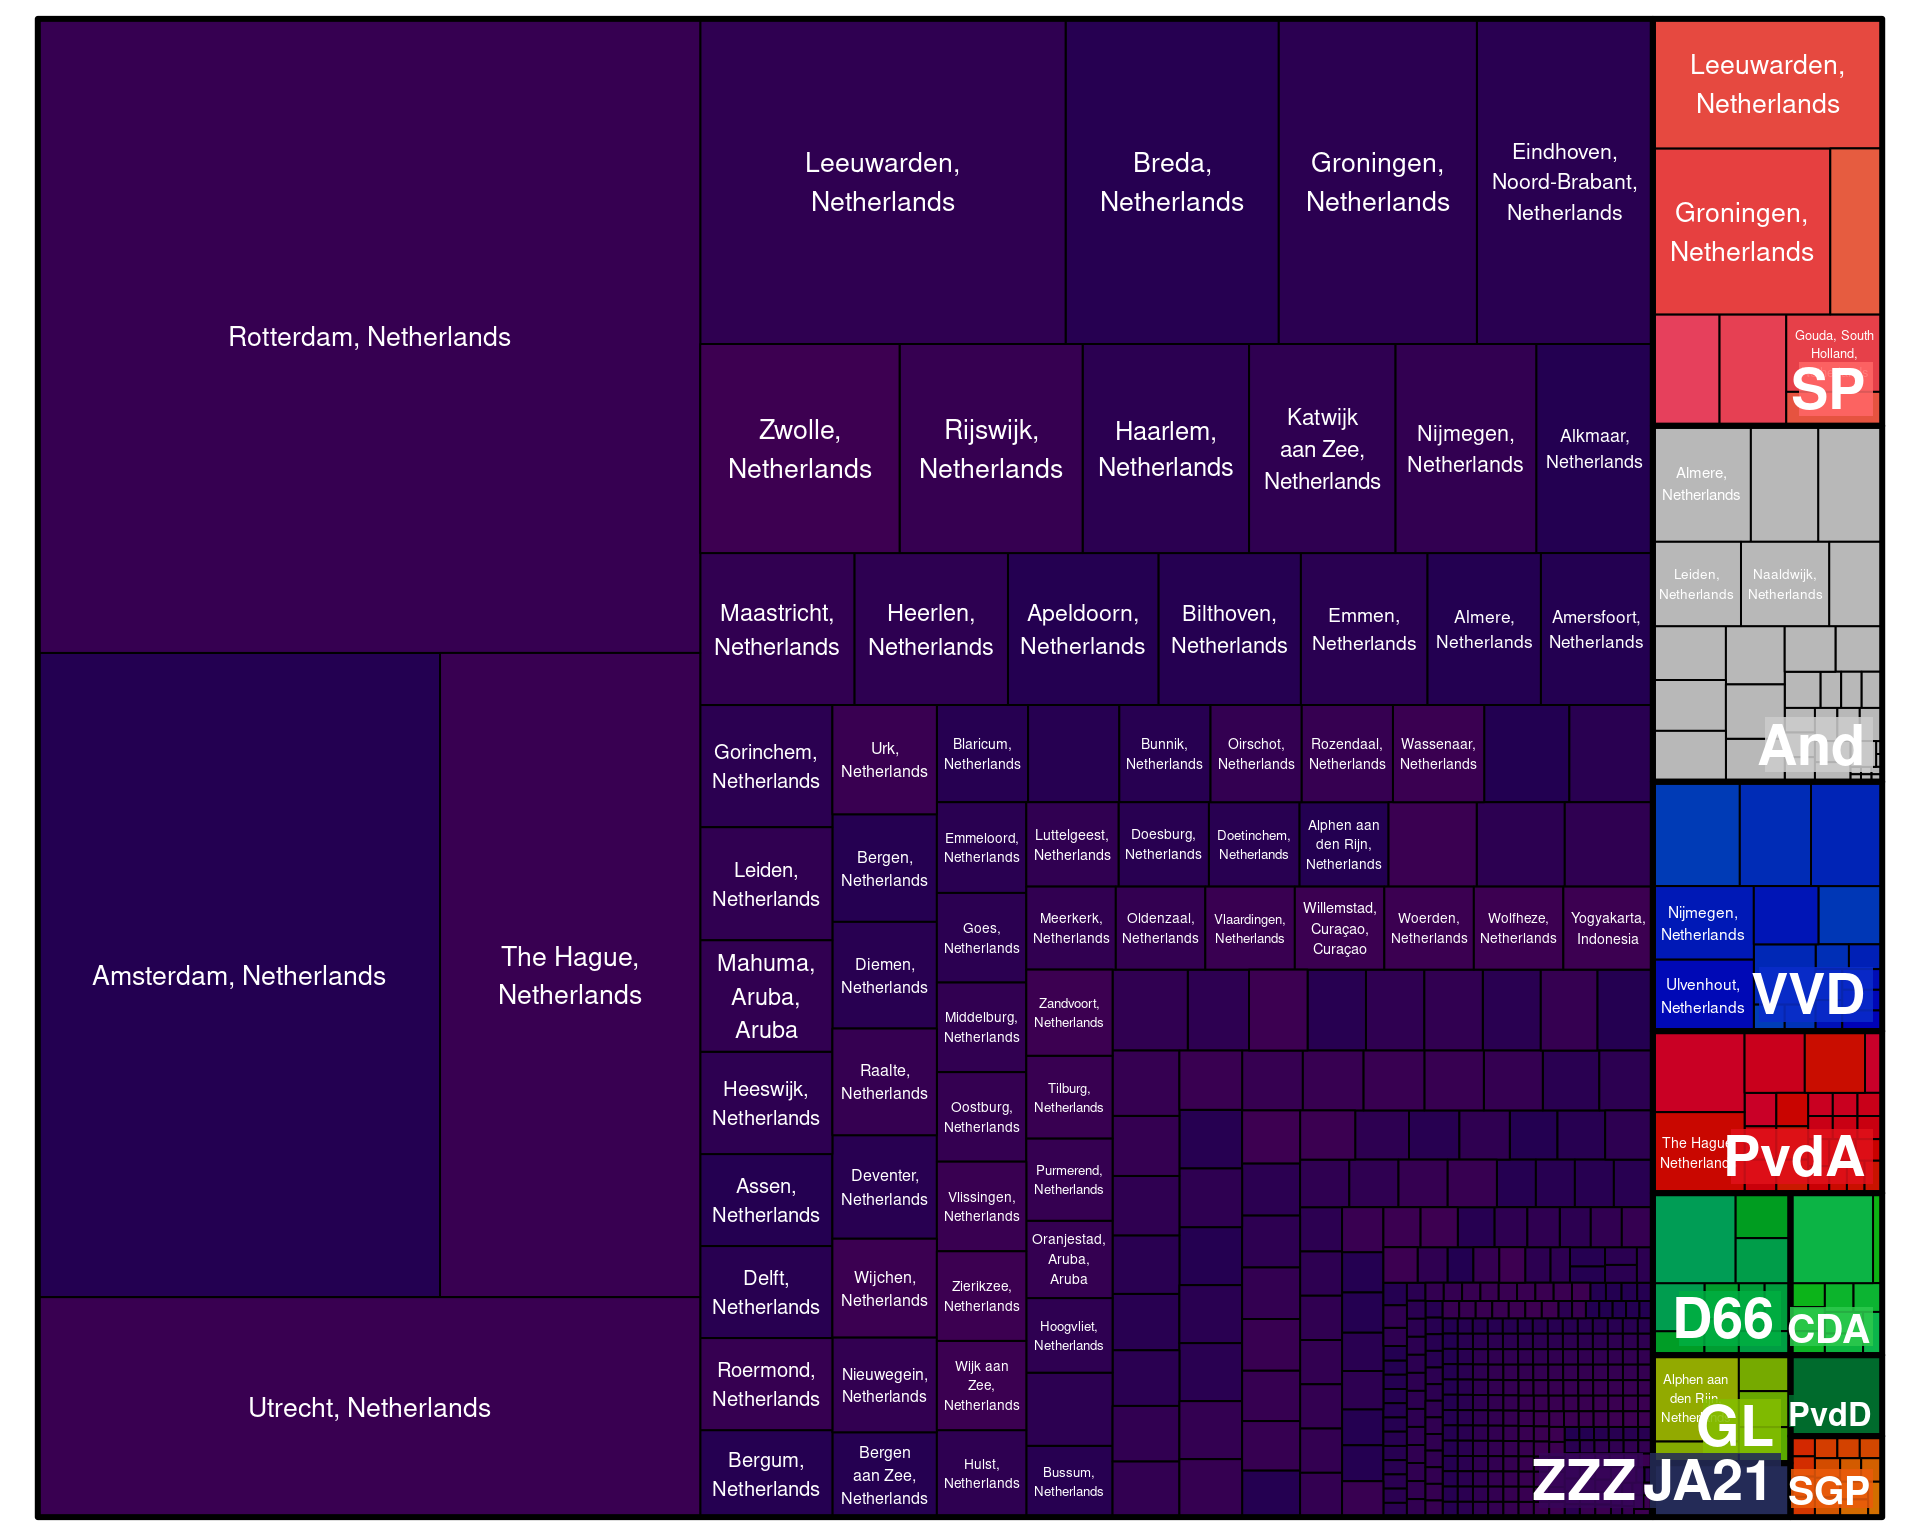 Rotterdam, Netherlands
Amsterdam, Netherlands
The Hague,
Netherlands
Utrecht, Netherlands
Leeuwarden,
Netherlands
Breda,
Netherlands
Groningen,
Netherlands
Eindhoven,
Noord-Brabant,
Netherlands
Zwolle,
Netherlands
Rijswijk,
Netherlands
Haarlem,
Netherlands
Katwijk
aan Zee,
Netherlands
Nijmegen,
Netherlands
Alkmaar,
Netherlands
Maastricht,
Netherlands
Heerlen,
Netherlands
Apeldoorn,
Netherlands
Bilthoven,
Netherlands
Emmen,
Netherlands
Almere,
Netherlands
Amersfoort,
Netherlands
Gorinchem,
Netherlands
Leiden,
Netherlands
Mahuma,
Aruba,
Aruba
Heeswijk,
Netherlands
Assen,
Netherlands
Delft,
Netherlands
Roermond,
Netherlands
Bergum,
Netherlands
Urk,
Netherlands
Bergen,
Netherlands
Diemen,
Netherlands
Raalte,
Netherlands
Deventer,
Netherlands
Wijchen,
Netherlands
Nieuwegein,
Netherlands
Bergen
aan Zee,
Netherlands
Blaricum,
Netherlands
Emmeloord,
Netherlands
Goes,
Netherlands
Middelburg,
Netherlands
Oostburg,
Netherlands
Vlissingen,
Netherlands
Zierikzee,
Netherlands
Wijk aan
Zee,
Netherlands
Hulst,
Netherlands
Bunnik,
Netherlands
Oirschot,
Netherlands
Rozendaal,
Netherlands
Wassenaar,
Netherlands
Luttelgeest,
Netherlands
Doesburg,
Netherlands
Doetinchem,
Netherlands
Alphen aan
den Rijn,
Netherlands
Meerkerk,
Netherlands
Oldenzaal,
Netherlands
Vlaardingen,
Netherlands
Willemstad,
Curaçao,
Curaçao
Woerden,
Netherlands
Wolfheze,
Netherlands
Yogyakarta,
Indonesia
Zandvoort,
Netherlands
Tilburg,
Netherlands
Purmerend,
Netherlands
Oranjestad,
Aruba,
Aruba
Hoogvliet,
Netherlands
Bussum,
Netherlands
ZZZ
Leeuwarden,
Netherlands
Groningen,
Netherlands
Gouda, South
Holland,
SP
Almere,
Netherlands
Leiden,
Netherlands
Naaldwijk,
Netherlands
And
Nijmegen,
Netherlands
Ulvenhout,
Netherlands
VVD
The Hague
Netherland
PvdA
D66
CDA
Alphen aan
den Rijn
GL
PvdD
JA21
SGP